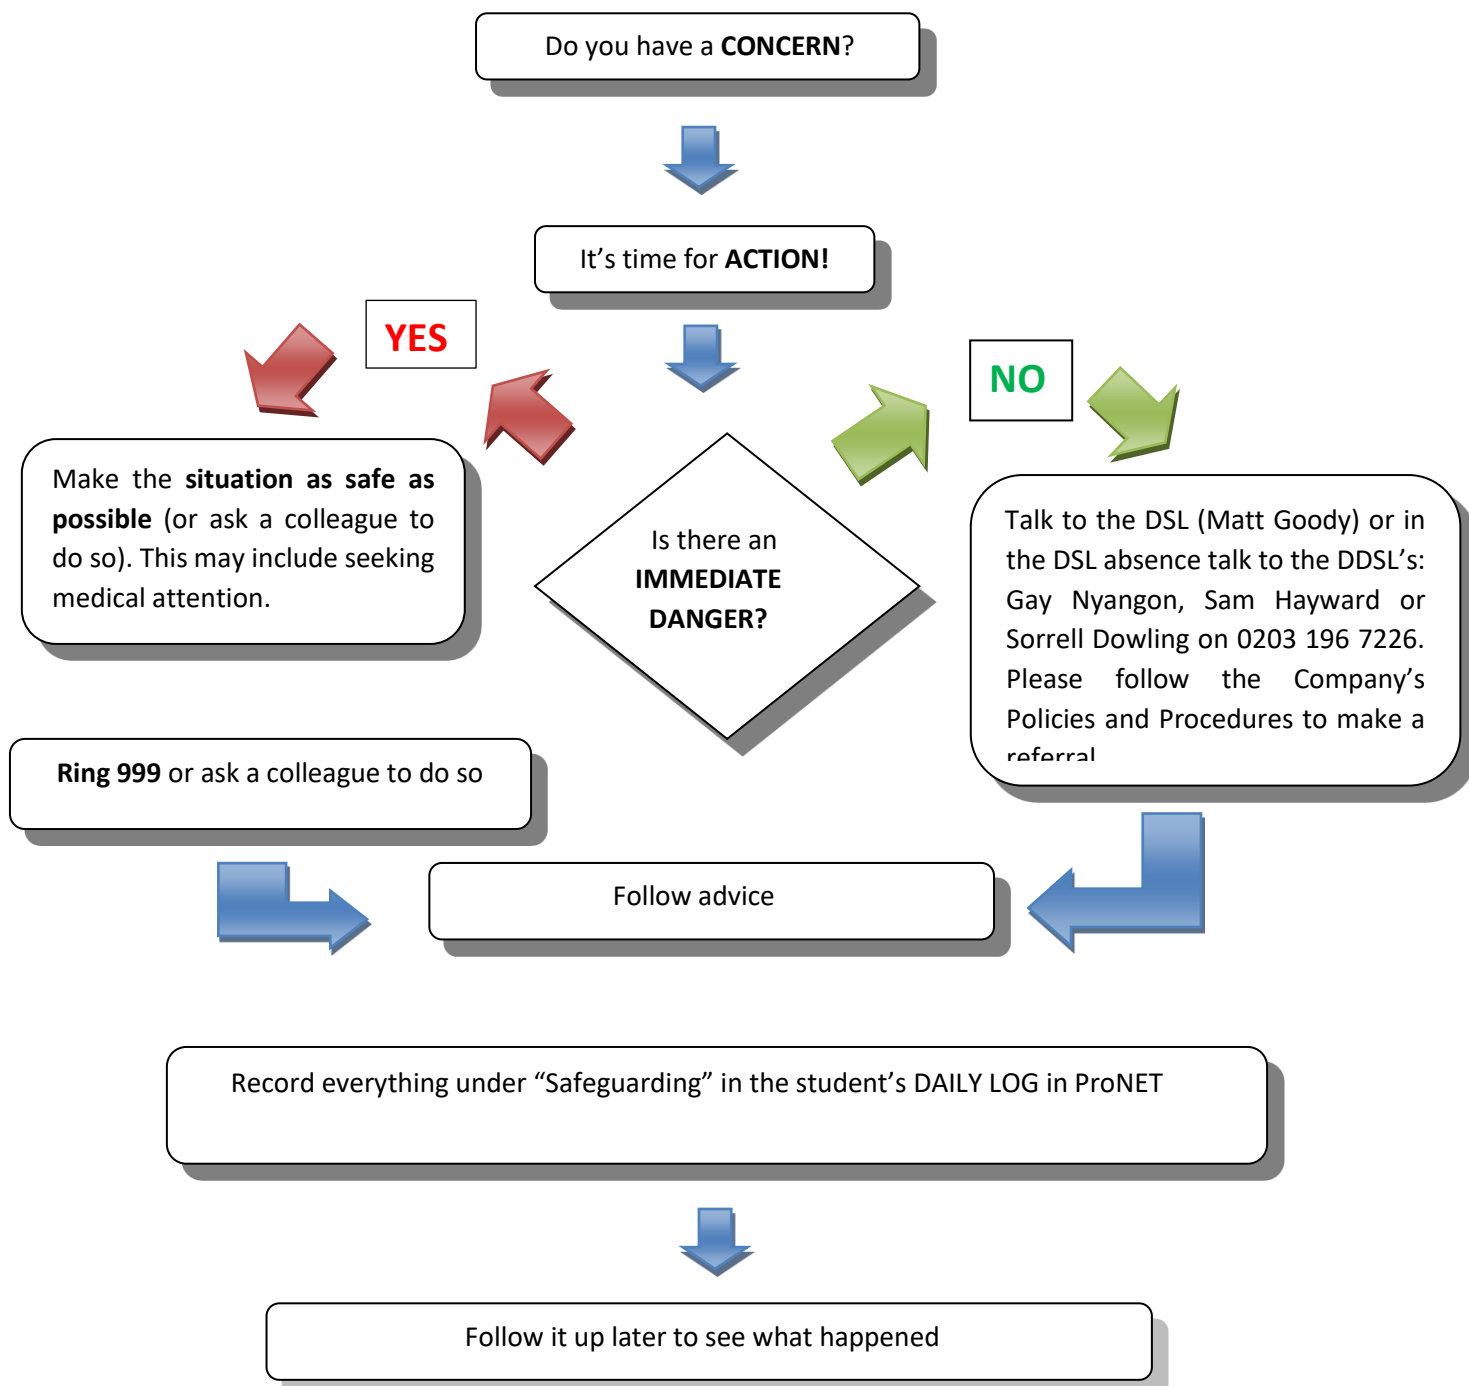 Do you have a CONCERN?
It’s time for ACTION!
YES
NO
Make the situation as safe as
possible (or ask a colleague to
do so). This may include seeking
medical attention.
Is there an
IMMEDIATE
DANGER?
Talk to the DSL (Matt Goody) or in
the DSL absence talk to the DDSL’s:
Gay Nyangon, Sam Hayward or
Sorrell Dowling on 0203 196 7226.
Please follow the Company’s
Policies and Procedures to make a
referral
Ring 999 or ask a colleague to do so
Follow advice
Record everything under “Safeguarding” in the student’s DAILY LOG in ProNET
Follow it up later to see what happened